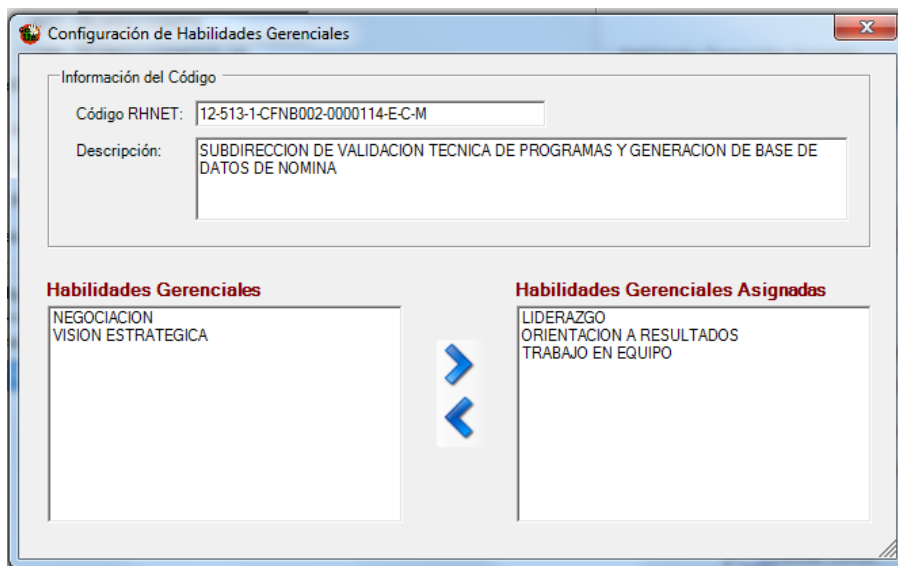 Configuración de Habilidades Gerenciales
Información del Código
Código RHNET: 12-513-1-CFNB002-0000114-E-C-M
Descripción: SUBDIRECCION DE VALIDACION TECNICA DE PROGRAMAS Y GENERACION DE BASE DE
DATOS DE NOMINA
Habilidades Gerenciales
NEGOCIACION
VISION ESTRATEGICA
Habilidades Gerenciales Asignadas
LIDERAZGO
ORIENTACION A RESULTADOS
TRABAJO EN EQUIPO